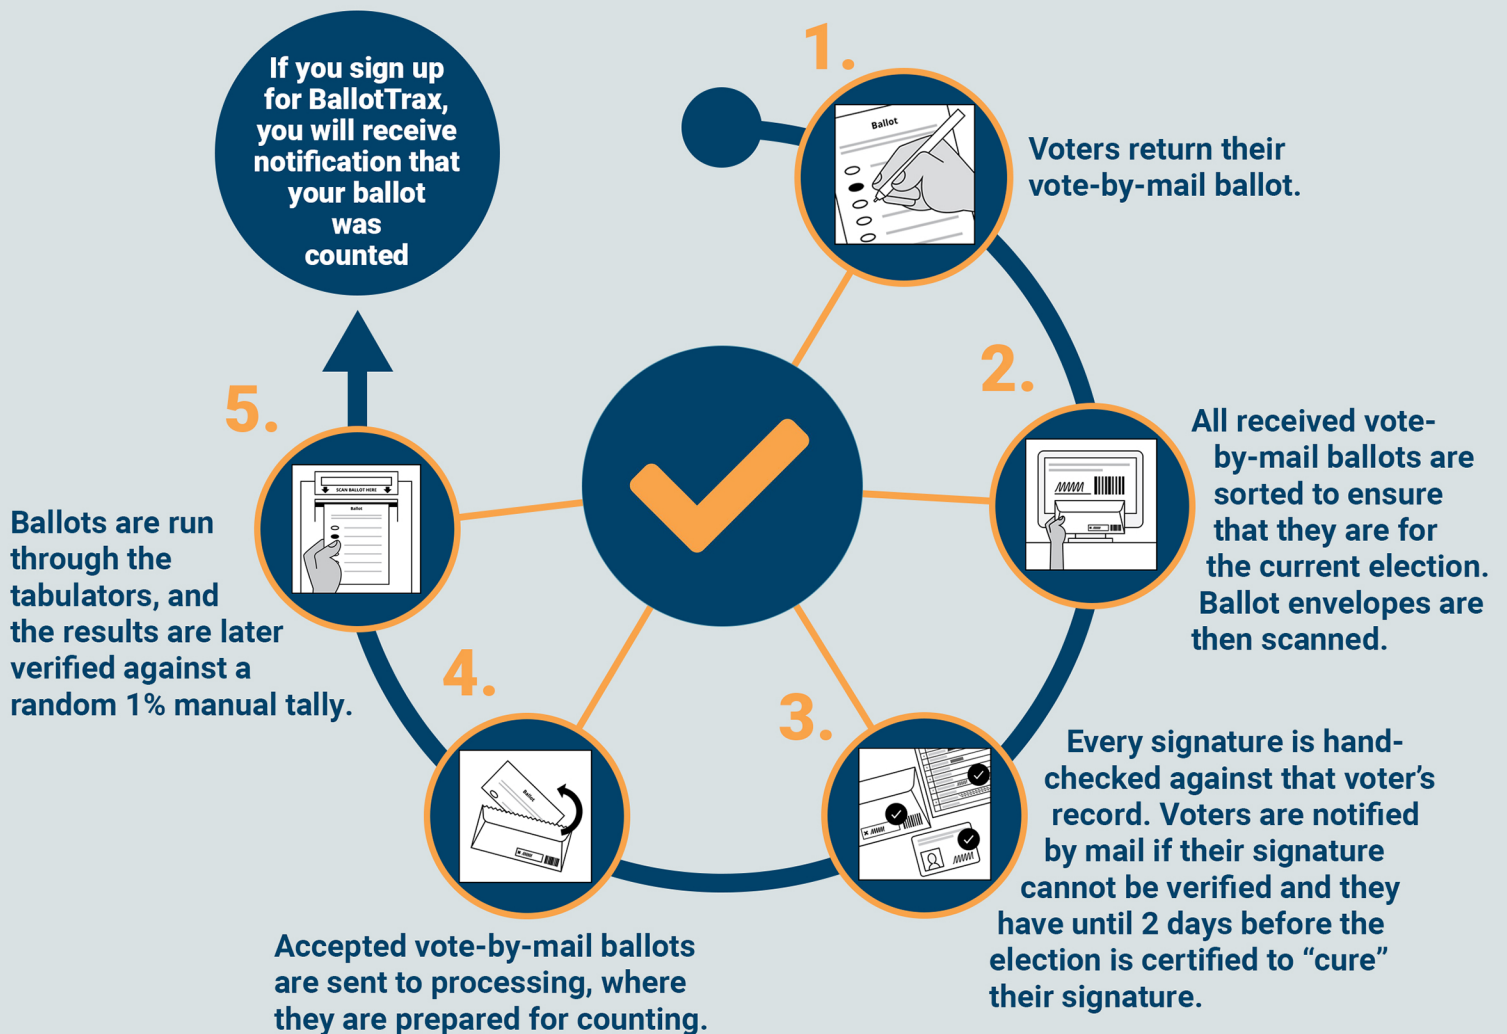 1.
Ballot
Voters return their
vote-by-mail ballot.
2.
All received vote-
by-mail ballots are
sorted to ensure
that they are for
the current election.
Ballot envelopes are
then scanned.
3.
Every signature is hand-
checked against that voter’s
record. Voters are notified
by mail if their signature
cannot be verified and they
have until 2 days before the
election is certified to “cure”
their signature.
4.
Ballot
Accepted vote-by-mail ballots
are sent to processing, where
they are prepared for counting.
5.
SCAN BALLOT HERE
Ballot
Ballots are run
through the
tabulators, and
the results are later
verified against a
random 1% manual tally.
If you sign up
for BallotTrax,
you will receive
notification that
your ballot
was
counted